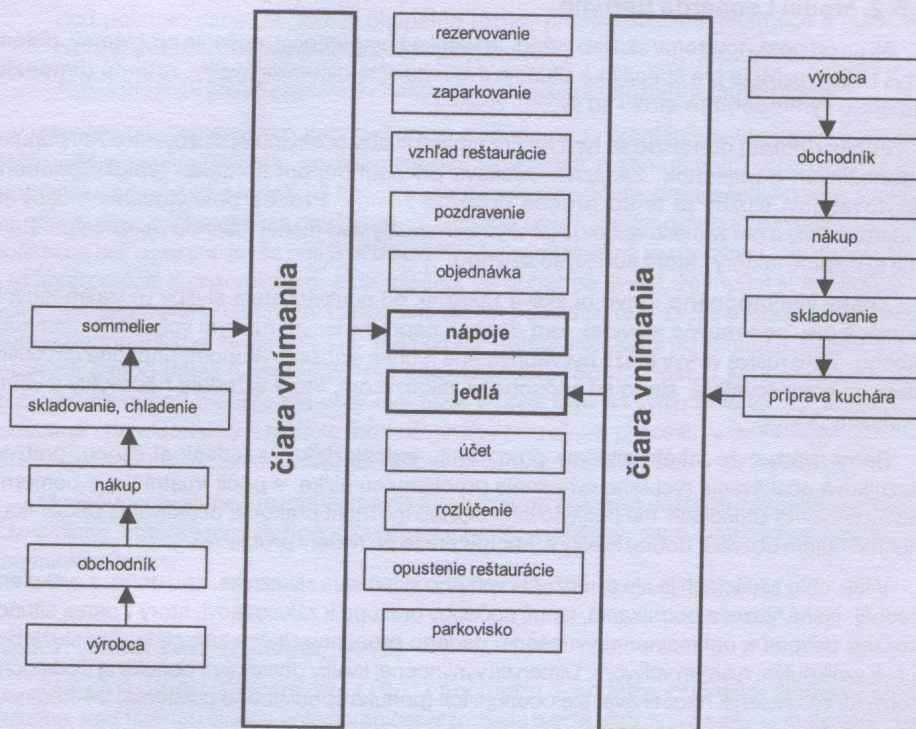 rezervovanie
zaparkovanie
vzhľad reštaurácie
pozdravenie
objednávka
nápoje
jedlá
účet
rozlúčenie
opustenie reštaurácie
parkovisko
čiara vnímania
čiara vnímania
sommelier
skladovanie, chladenie
nákup
obchodník
výrobca
výrobca
obchodník
nákup
skladovanie
príprava kuchára